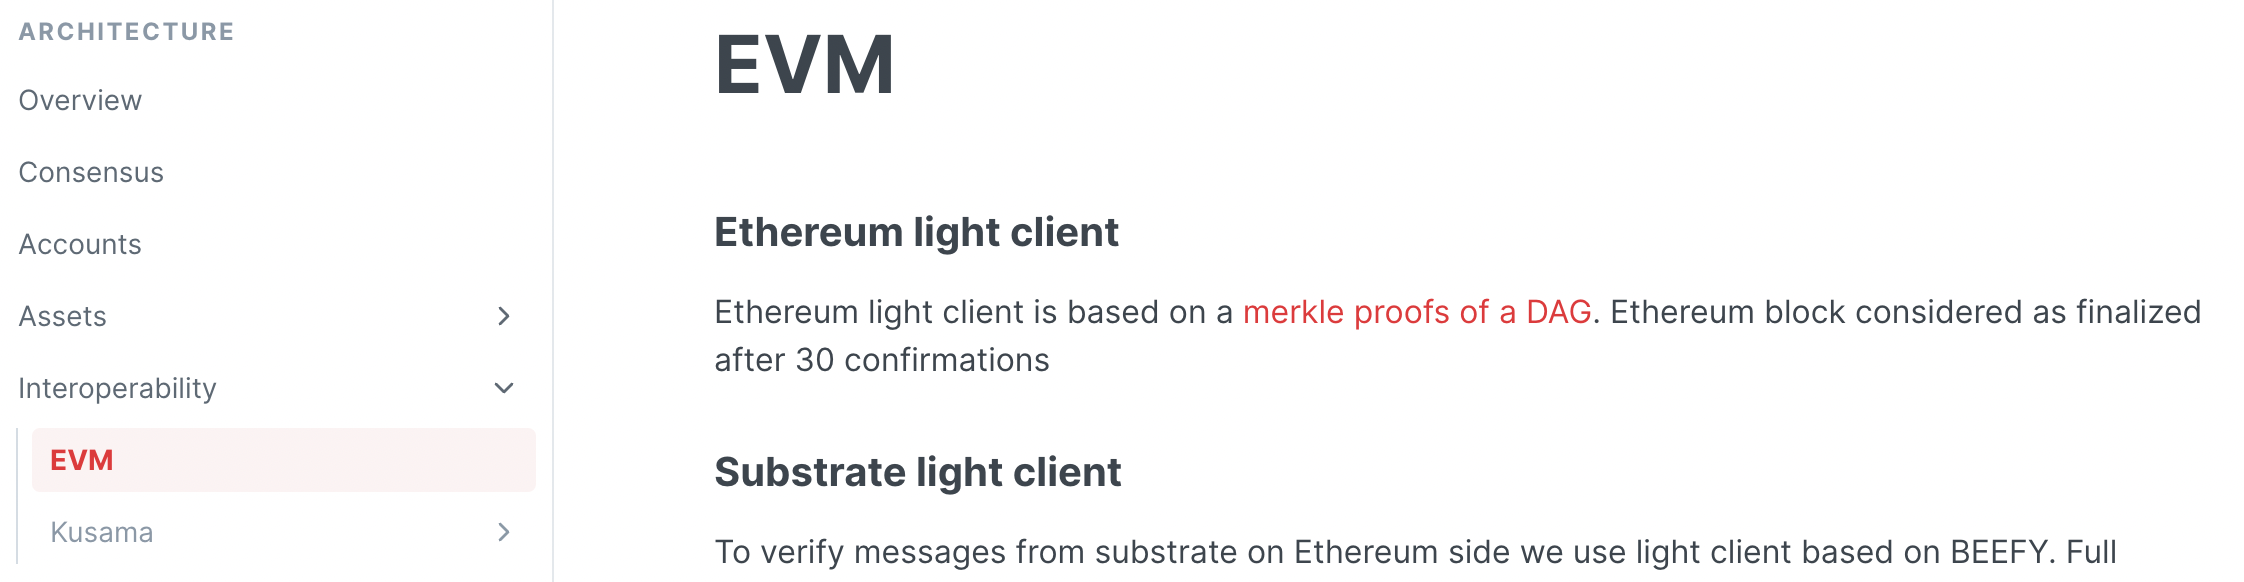 ARCHITECTURE
Overview
Consensus
Accounts
Assets
Interoperability
EVM
Kusama
EVM
Ethereum light client
Ethereum light client is based on a merkle proofs of a DAG. Ethereum block considered as finalized
after 30 confirmations
Substrate light client
To verify messages from substrate on Ethereum side we use light client based on BEEFY. Full